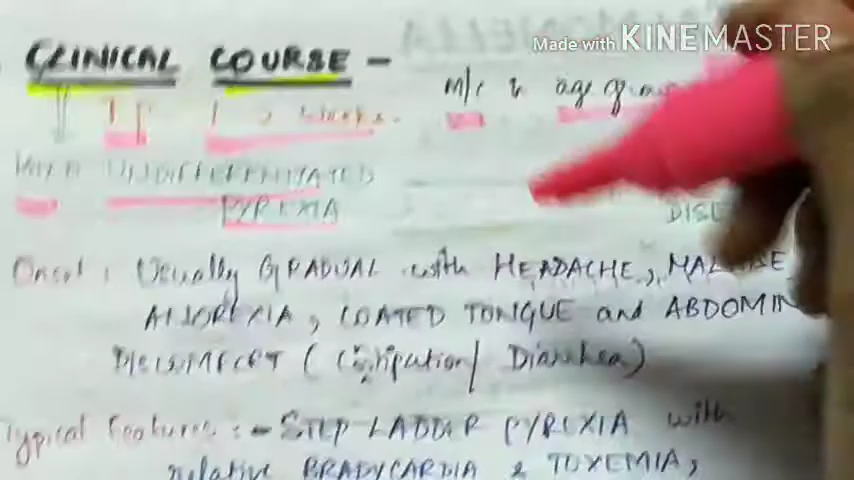 Made with KINEMASTER
CLINICAL COURSE -
M/c age group
UNDIFFERENTIATED
PYREXIA
Onset : Usually GRADUAL with HEADACHE,
ANOREXIA, COATED TONGUE and ABDOMIN
DISCOMFORT ( Constipation/ Diarrhea)
Typical Features :- STEP LADDER PYREXIA with
relative BRADYCARDIA & TOXEMIA,